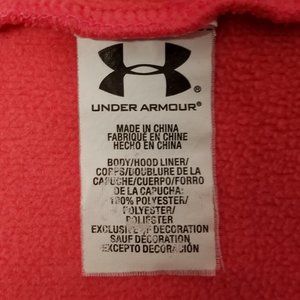 UNDER ARMOUR®
MADE IN CHINA
FABRIQUÉ EN CHINE
HECHO EN CHINA
BODY/HOOD LINER/
CORPS/DOUBLURE DE LA
CAPUCHE/CUERPO/FORRO
DE LA CAPUCHA:
100% POLYESTER/
POLYESTER/
POLIÉSTER
EXCLUSIVE OF DECORATION
SAUF DÉCORATION
EXCEPTO DECORACIÓN